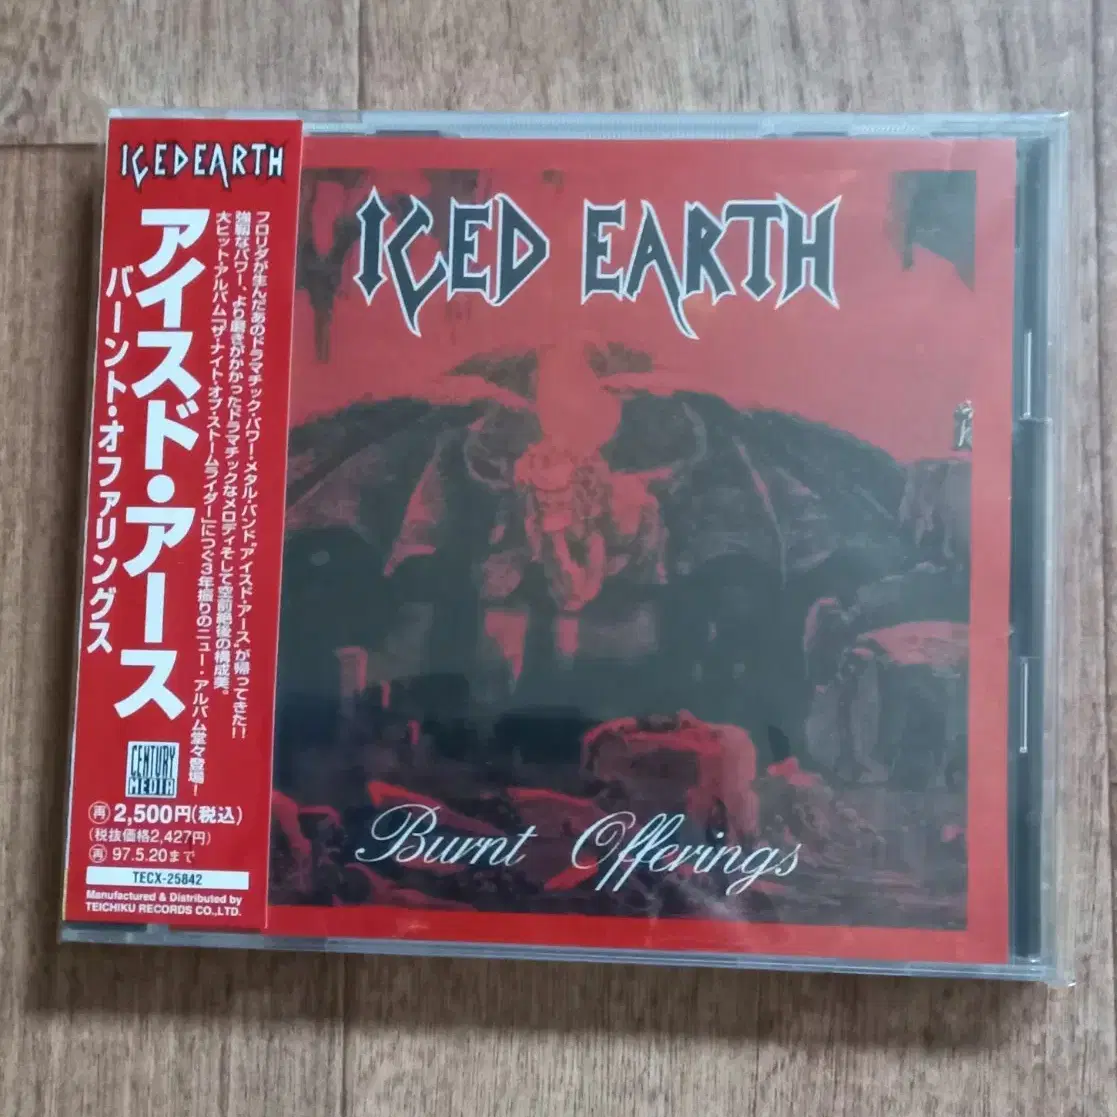 ICED EARTH
アイスド・アース
バーント・オファリングス
フロリダが生んだあのドラマチック・パワー・メタル・バンド"アイスド・アース"が帰ってきた!!
強靱なパワー、より磨きがかかったドラマチックなメロディそして空前絶後の構成美。
大ヒット・アルバム「ザ・ナイト・オブ・ストームライダー」につぐ3年振りのニュー・アルバム堂々登場!
CENTURY
MEDIA
再 2,500円(税込)
(税抜価格2,427円)
再 97.5.20まで
TECX-25842
Manufactured & Distributed by
TEICHIKU RECORDS CO.,LTD.
ICED EARTH
Burnt Offerings